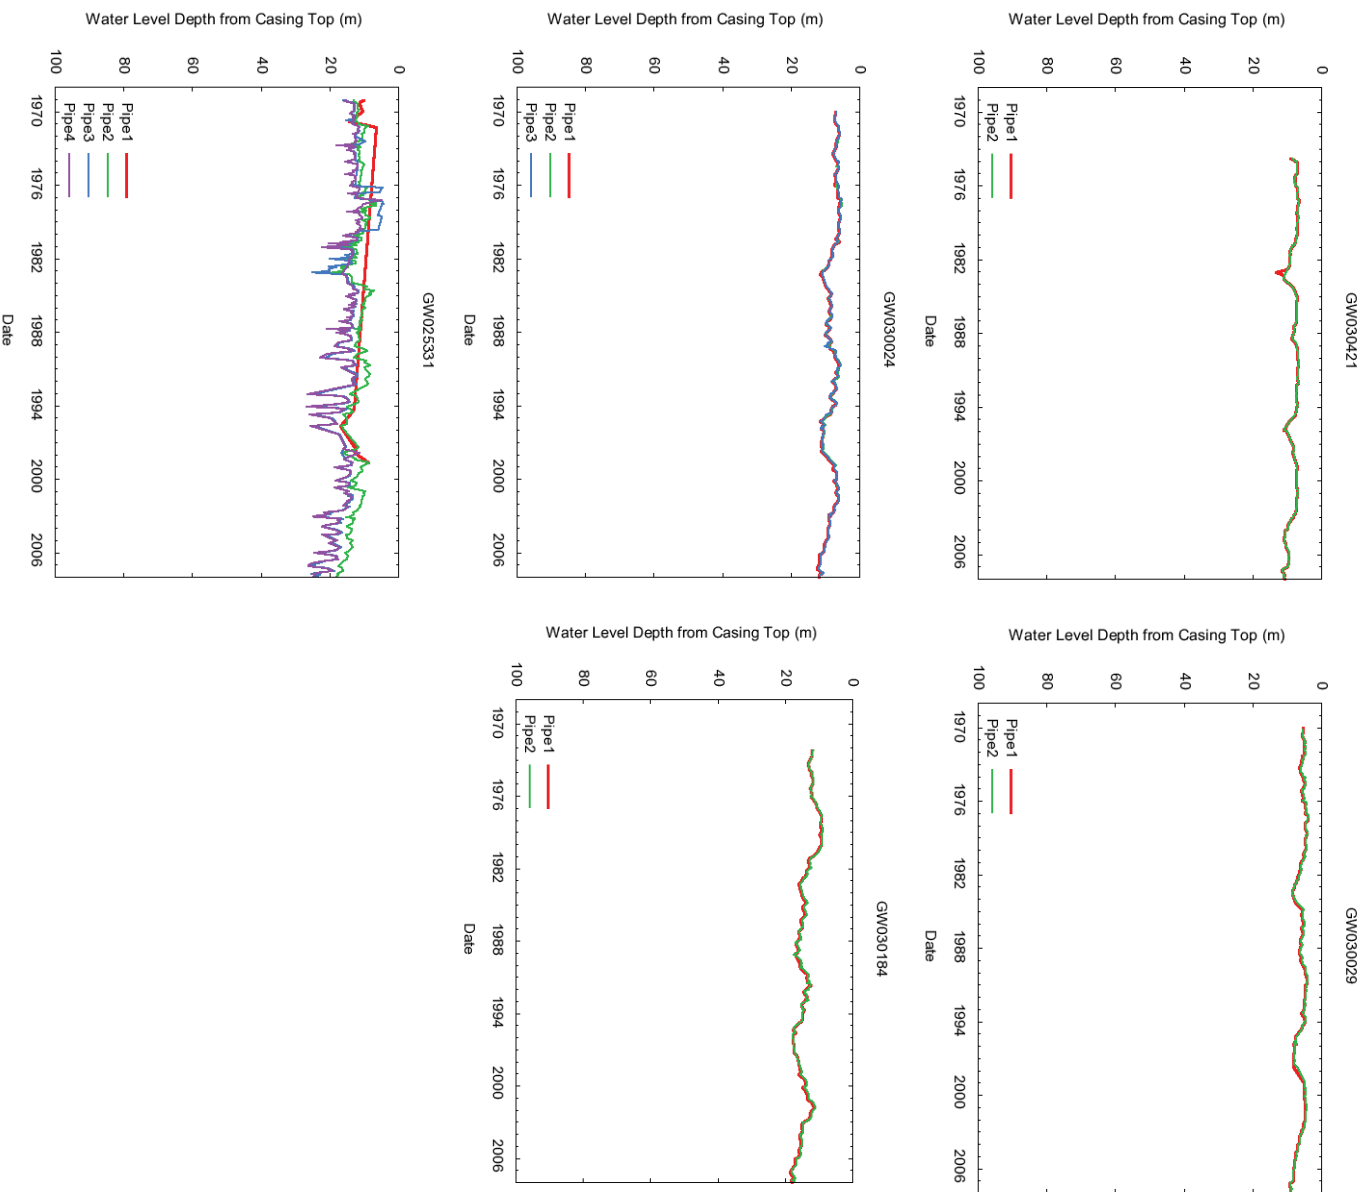 GW030421
Water Level Depth from Casing Top (m)
0
20
40
60
80
100
Pipe1
Pipe2
1970 1976 1982 1988 1994 2000 2006
Date
GW030029
Water Level Depth from Casing Top (m)
0
20
40
60
80
100
Pipe1
Pipe2
1970 1976 1982 1988 1994 2000 2006
Date
GW030024
Water Level Depth from Casing Top (m)
0
20
40
60
80
100
Pipe1
Pipe2
Pipe3
1970 1976 1982 1988 1994 2000 2006
Date
GW030184
Water Level Depth from Casing Top (m)
0
20
40
60
80
100
Pipe1
Pipe2
1970 1976 1982 1988 1994 2000 2006
Date
GW025331
Water Level Depth from Casing Top (m)
0
20
40
60
80
100
Pipe1
Pipe2
Pipe3
Pipe4
1970 1976 1982 1988 1994 2000 2006
Date